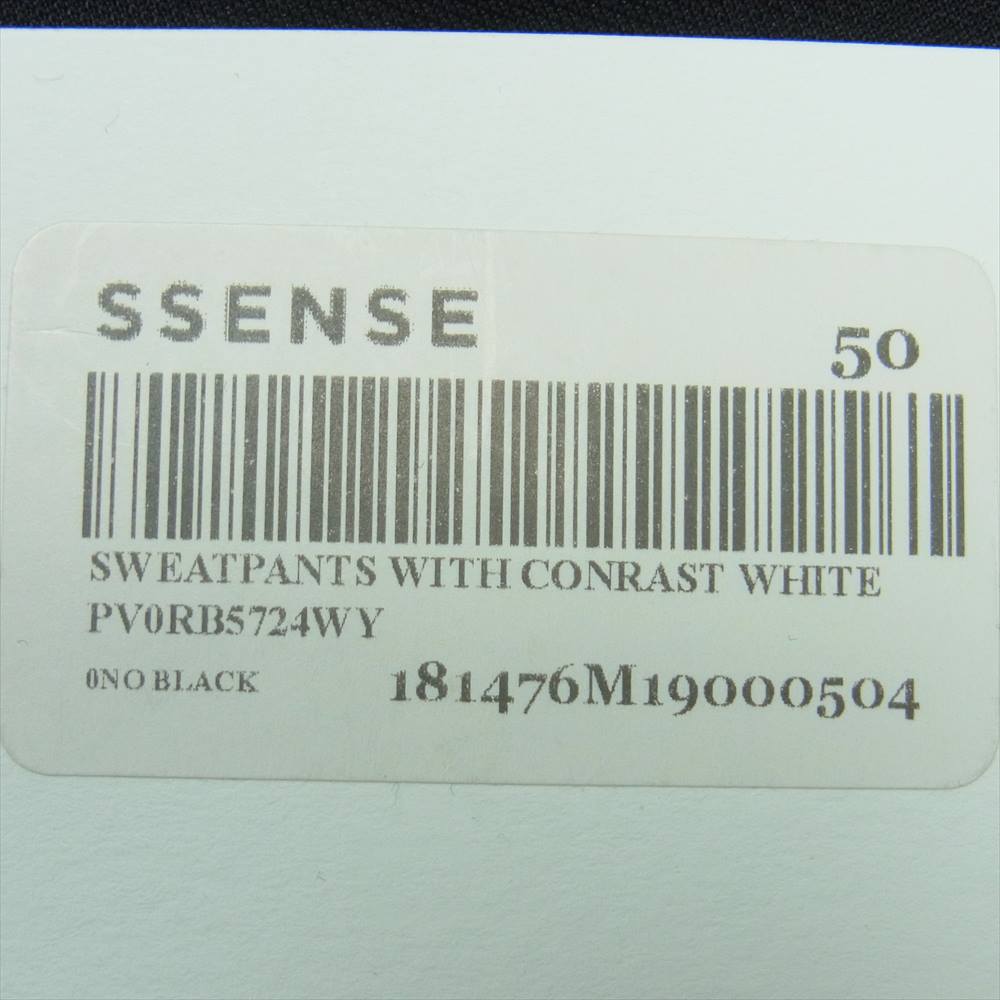 SSENSE
50
SWEATPANTS WITH CONRAST WHITE
PV0RB5724WY
0NO BLACK
181476M19000504